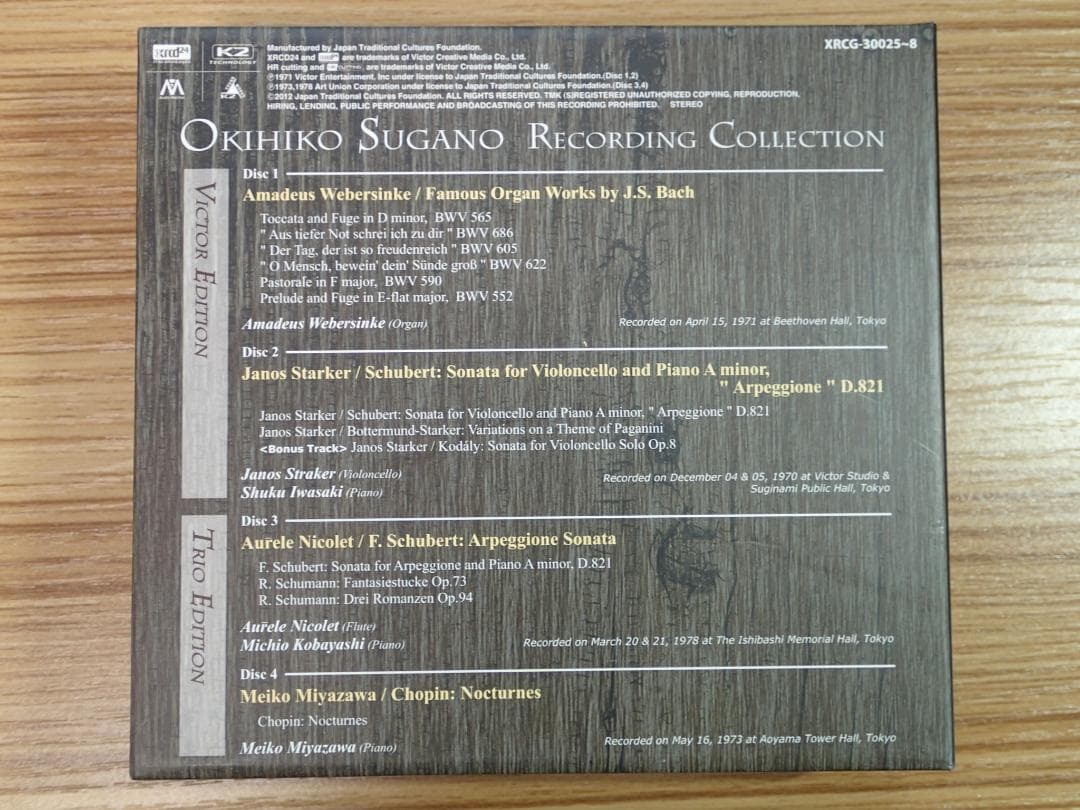 xrcd24
K2
TECHNOLOGY
XRCG-30025~8
Manufactured by Japan Traditional Cultures Foundation.
XRCD24 and xrcd24 are trademarks of Victor Creative Media Co., Ltd.
HR cutting and are trademarks of Victor Creative Media Co., Ltd.
℗1971 Victor Entertainment, Inc under license to Japan Traditional Cultures Foundation.(Disc 1,2)
℗1973,1978 Art Union Corporation under license to Japan Traditional Cultures Foundation.(Disc 3,4)
©2012 Japan Traditional Cultures Foundation. ALL RIGHTS RESERVED. TMK (S)REGISTERED UNAUTHORIZED COPYING, REPRODUCTION,
HIRING, LENDING, PUBLIC PERFORMANCE AND BROADCASTING OF THIS RECORDING PROHIBITED. STEREO
OKIHIKO SUGANO RECORDING COLLECTION
VICTOR EDITION
Disc 1
Amadeus Webersinke / Famous Organ Works by J.S. Bach
Toccata and Fuge in D minor, BWV 565
" Aus tiefer Not schrei ich zu dir " BWV 686
" Der Tag, der ist so freudenreich " BWV 605
" O Mensch, bewein' dein' Sünde groß " BWV 622
Pastorale in F major, BWV 590
Prelude and Fuge in E-flat major, BWV 552
Amadeus Webersinke (Organ)
Recorded on April 15, 1971 at Beethoven Hall, Tokyo
Disc 2
Janos Starker / Schubert: Sonata for Violoncello and Piano A minor,
" Arpeggione " D.821
Janos Starker / Schubert: Sonata for Violoncello and Piano A minor, " Arpeggione " D.821
Janos Starker / Bottermund-Starker: Variations on a Theme of Paganini
<Bonus Track> Janos Starker / Kodály: Sonata for Violoncello Solo Op.8
Janos Straker (Violoncello)
Shuku Iwasaki (Piano)
Recorded on December 04 & 05, 1970 at Victor Studio &
Suginami Public Hall, Tokyo
TRIO EDITION
Disc 3
Aurèle Nicolet / F. Schubert: Arpeggione Sonata
F. Schubert: Sonata for Arpeggione and Piano A minor, D.821
R. Schumann: Fantasiestucke Op.73
R. Schumann: Drei Romanzen Op.94
Aurèle Nicolet (Flute)
Michio Kobayashi (Piano)
Recorded on March 20 & 21, 1978 at The Ishibashi Memorial Hall, Tokyo
Disc 4
Meiko Miyazawa / Chopin: Nocturnes
Chopin: Nocturnes
Meiko Miyazawa (Piano)
Recorded on May 16, 1973 at Aoyama Tower Hall, Tokyo